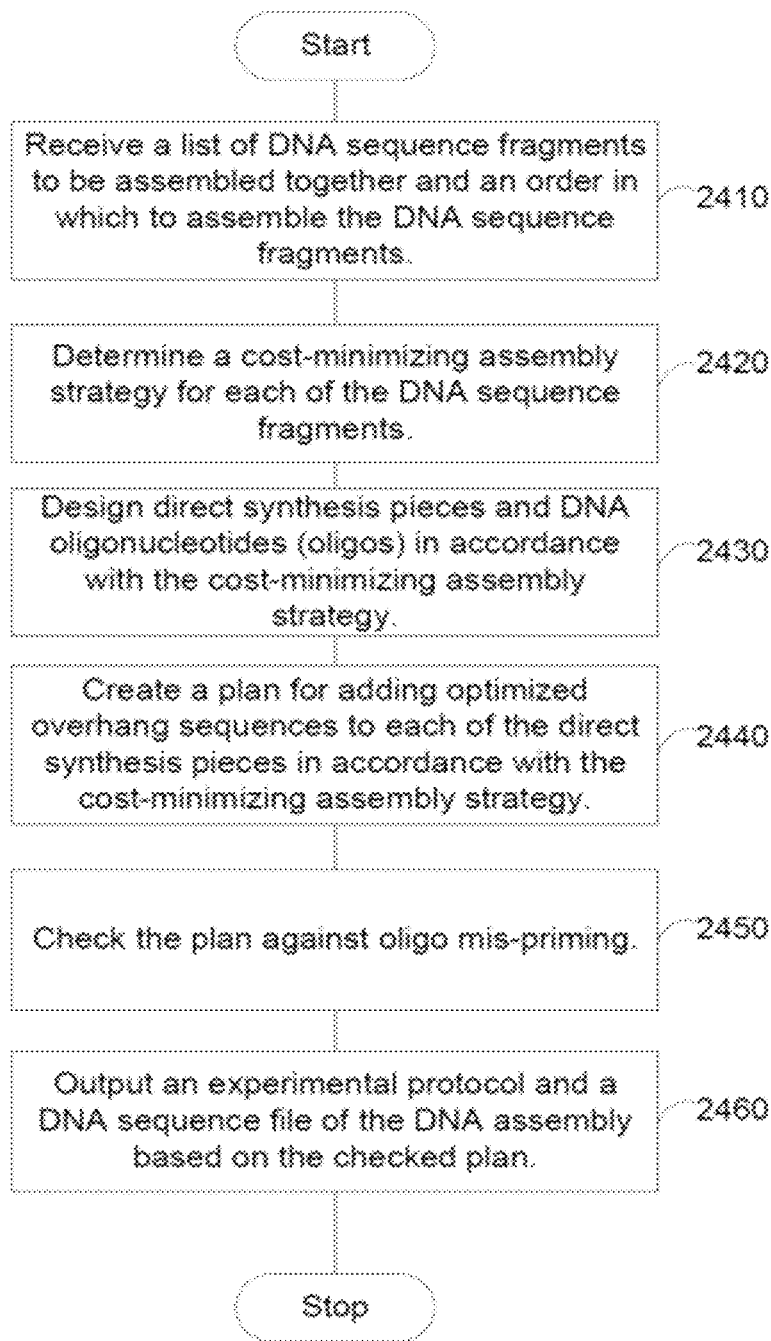 Start
Receive a list of DNA sequence fragments
to be assembled together and an order in
which to assemble the DNA sequence
fragments.
2410
Determine a cost-minimizing assembly
strategy for each of the DNA sequence
fragments.
2420
Design direct synthesis pieces and DNA
oligonucleotides (oligos) in accordance
with the cost-minimizing assembly
strategy.
2430
Create a plan for adding optimized
overhang sequences to each of the direct
synthesis pieces in accordance with the
cost-minimizing assembly strategy.
2440
Check the plan against oligo mis-priming.
2450
Output an experimental protocol and a
DNA sequence file of the DNA assembly
based on the checked plan.
2460
Stop